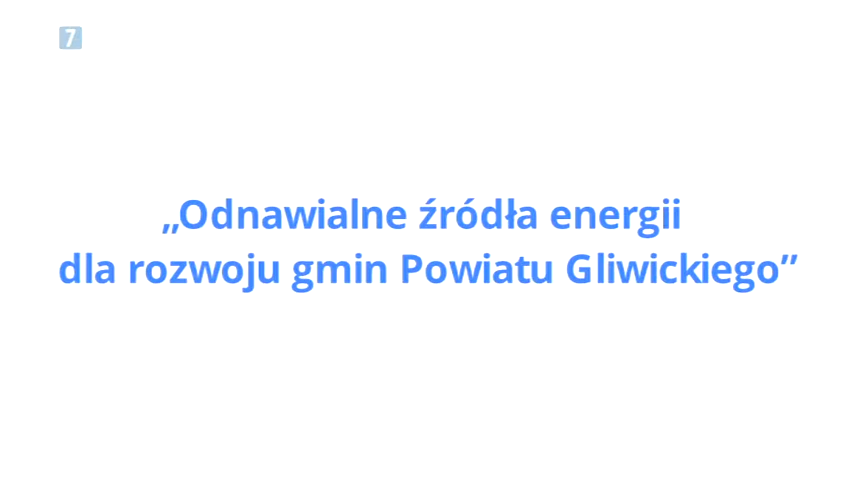 7
„Odnawialne źródła energii
dla rozwoju gmin Powiatu Gliwickiego”